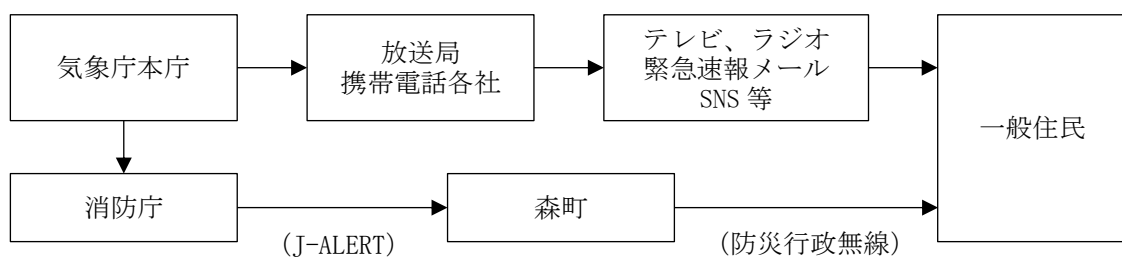 気象庁本庁
放送局
携帯電話各社
テレビ、ラジオ
緊急速報メール
SNS 等
一般住民
消防庁
(J-ALERT)
森町
(防災行政無線)